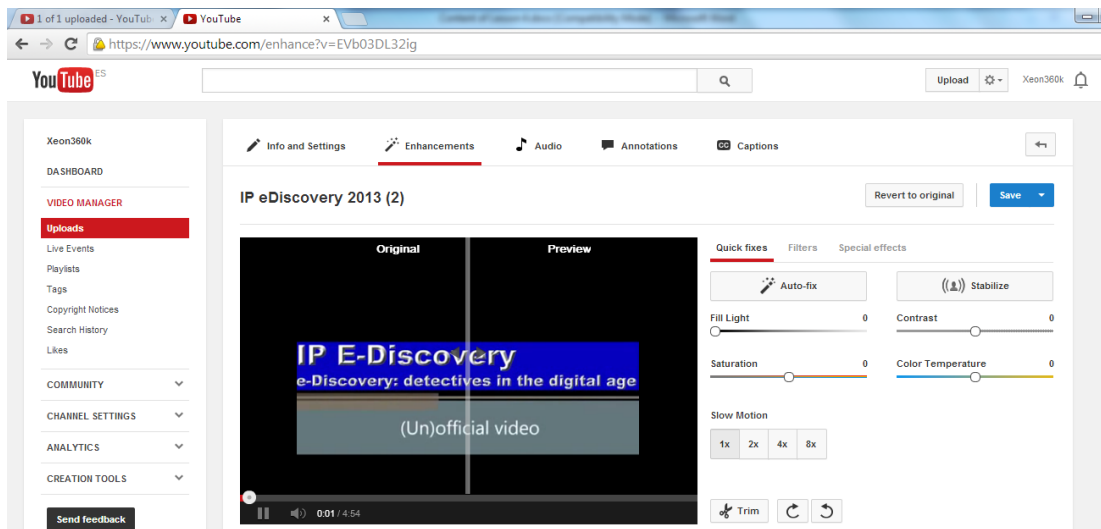 1 of 1 uploaded - YouTub
YouTube
https://www.youtube.com/enhance?v=EVb03DL32ig
YouTube ES
Upload
Xeon360k
Xeon360k
DASHBOARD
VIDEO MANAGER
Uploads
Live Events
Playlists
Tags
Copyright Notices
Search History
Likes
COMMUNITY
CHANNEL SETTINGS
ANALYTICS
CREATION TOOLS
Send feedback
Info and Settings
Enhancements
Audio
Annotations
CC Captions
IP eDiscovery 2013 (2)
Revert to original
Save
Original
Preview
IP E-Discovery
e-Discovery: detectives in the digital age
(Un)official video
0:01 / 4:54
Quick fixes
Filters
Special effects
Auto-fix
Stabilize
Fill Light 0
Contrast 0
Saturation 0
Color Temperature 0
Slow Motion
1x 2x 4x 8x
Trim